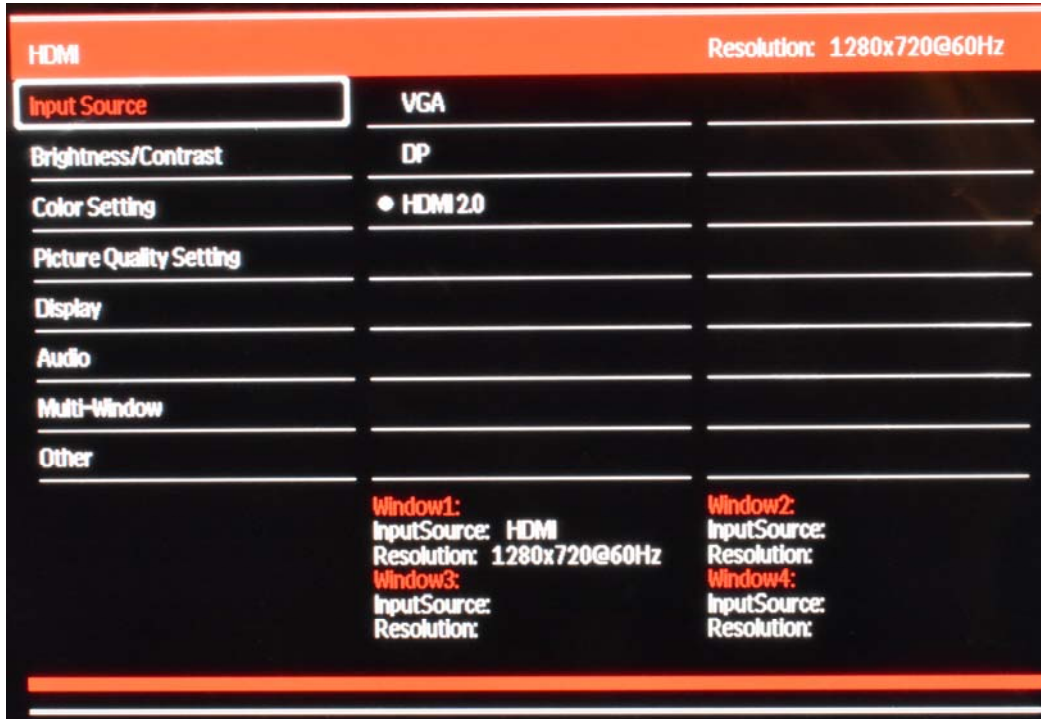 HDMI Resolution: 1280x720@60Hz
Input Source VGA
Brightness/Contrast DP
Color Setting HDMI 2.0
Picture Quality Setting
Display
Audio
Multi-Window
Other
Window1: Window2:
InputSource: HDMI InputSource:
Resolution: 1280x720@60Hz Resolution:
Window3: Window4:
InputSource: InputSource:
Resolution: Resolution: